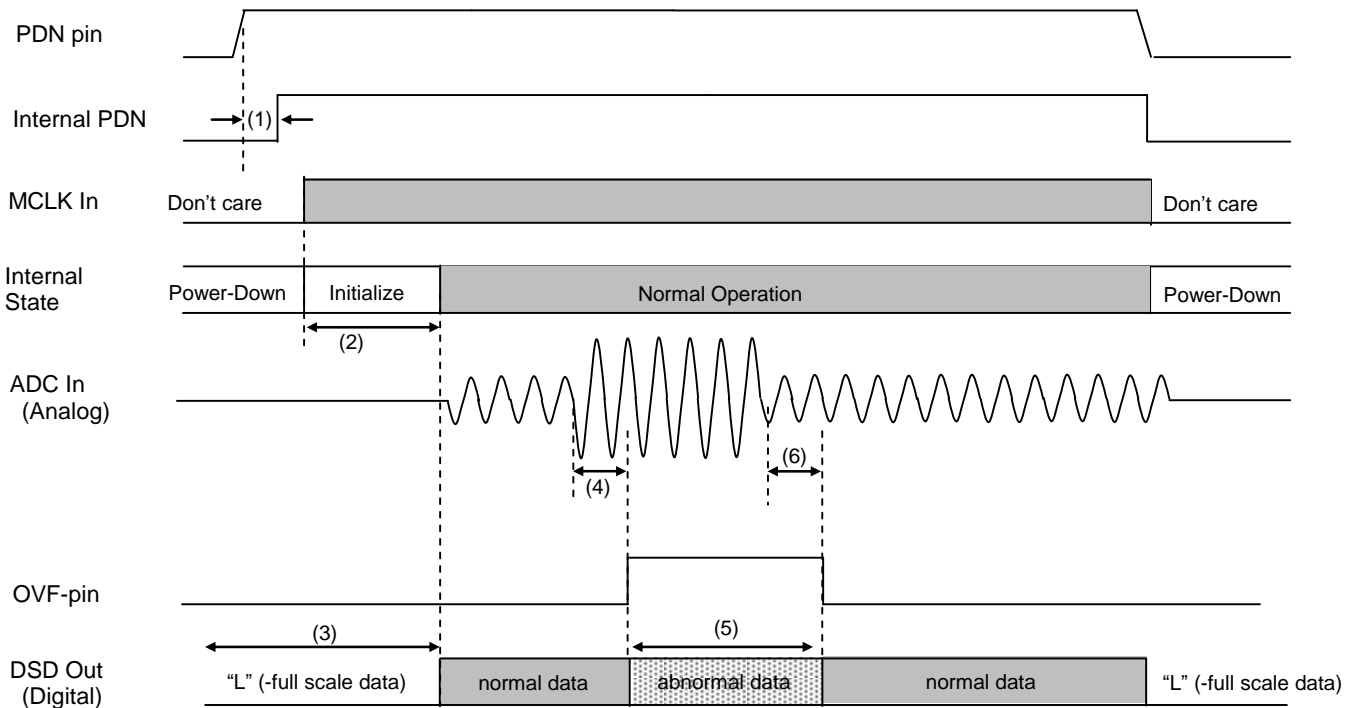 PDN pin
Internal PDN
(1)
MCLK In
Don't care
Don't care
Internal
State
Power-Down
Initialize
Normal Operation
Power-Down
(2)
ADC In
(Analog)
(4)
(6)
OVF-pin
(3)
(5)
DSD Out
(Digital)
“L” (-full scale data)
normal data
abnormal data
normal data
“L” (-full scale data)